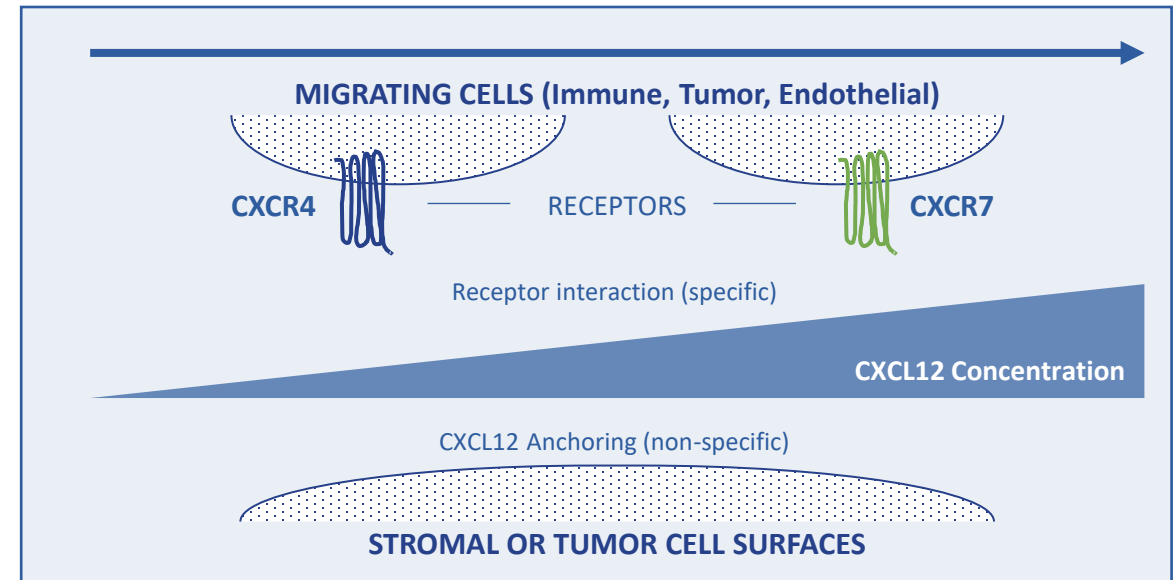 MIGRATING CELLS (Immune, Tumor, Endothelial)
CXCR4
RECEPTORS
CXCR7
Receptor interaction (specific)
CXCL12 Concentration
CXCL12 Anchoring (non-specific)
STROMAL OR TUMOR CELL SURFACES